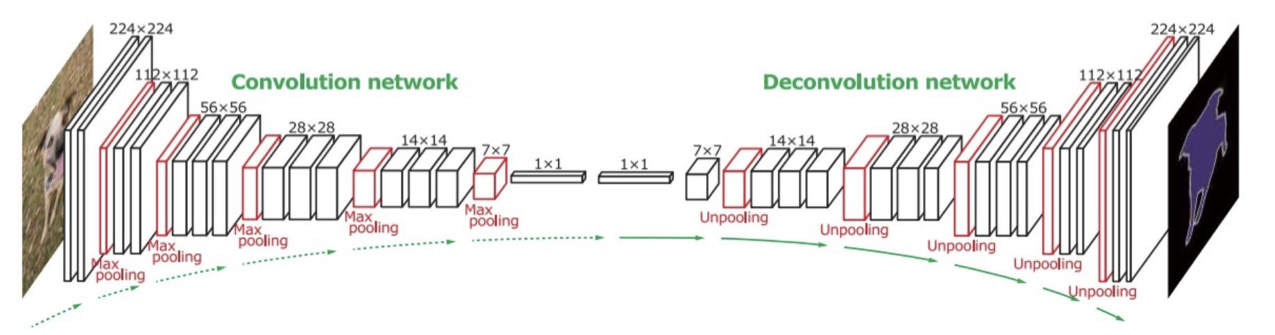 224×224
112×112
Convolution network
56×56
28×28
14×14
7×7
1×1
1×1
7×7
14×14
28×28
Deconvolution network
56×56
112×112
224×224
Max
pooling
Max
pooling
Max
pooling
Max
pooling
Max
pooling
Unpooling
Unpooling
Unpooling
Unpooling
Unpooling